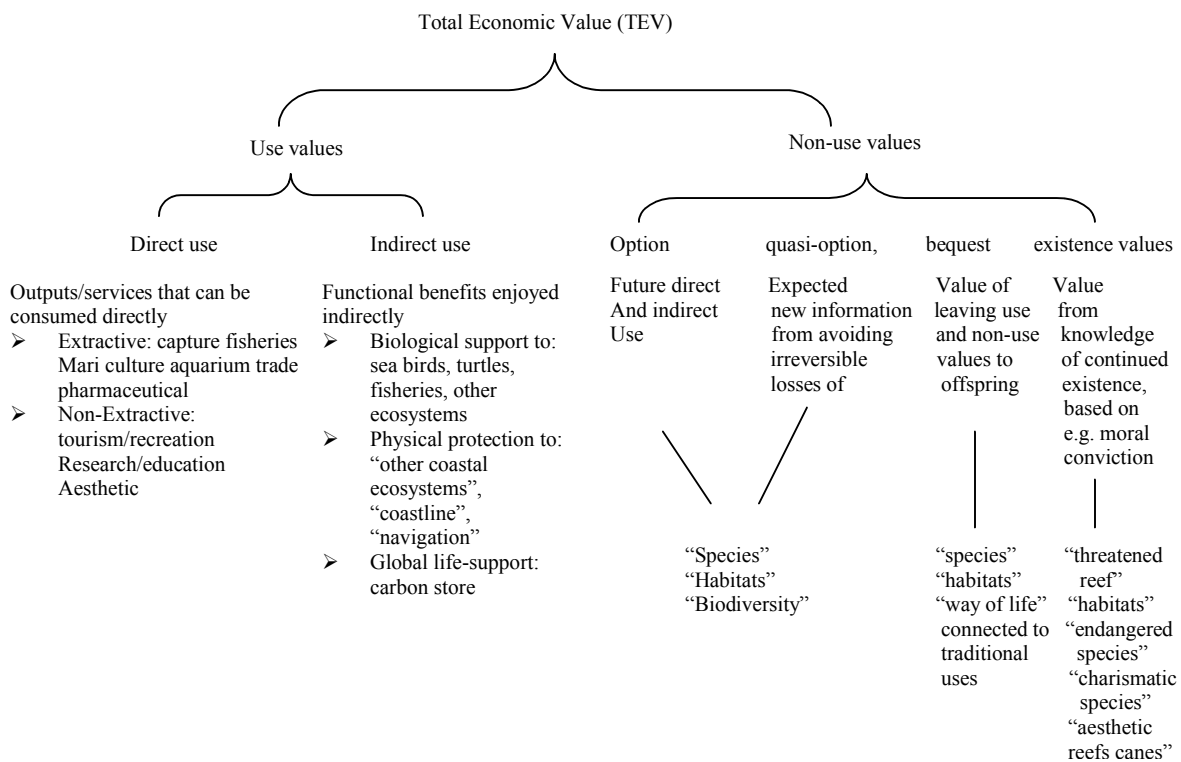 Total Economic Value (TEV)
Use values
Non-use values
Direct use
Indirect use
Option
quasi-option,
bequest
existence values
Outputs/services that can be
consumed directly
➢ Extractive: capture fisheries
Mari culture aquarium trade
pharmaceutical
➢ Non-Extractive:
tourism/recreation
Research/education
Aesthetic
Functional benefits enjoyed
indirectly
➢ Biological support to:
sea birds, turtles,
fisheries, other
ecosystems
➢ Physical protection to:
“other coastal
ecosystems”,
“coastline”,
“navigation”
➢ Global life-support:
carbon store
Future direct
And indirect
Use
Expected
new information
from avoiding
irreversible
losses of
Value of
leaving use
and non-use
values to
offspring
Value
from
knowledge
of continued
existence,
based on
e.g. moral
conviction
“Species”
“Habitats”
“Biodiversity”
“species”
“habitats”
“way of life”
connected to
traditional
uses
“threatened
reef”
“habitats”
“endangered
species”
“charismatic
species”
“aesthetic
reefs canes”